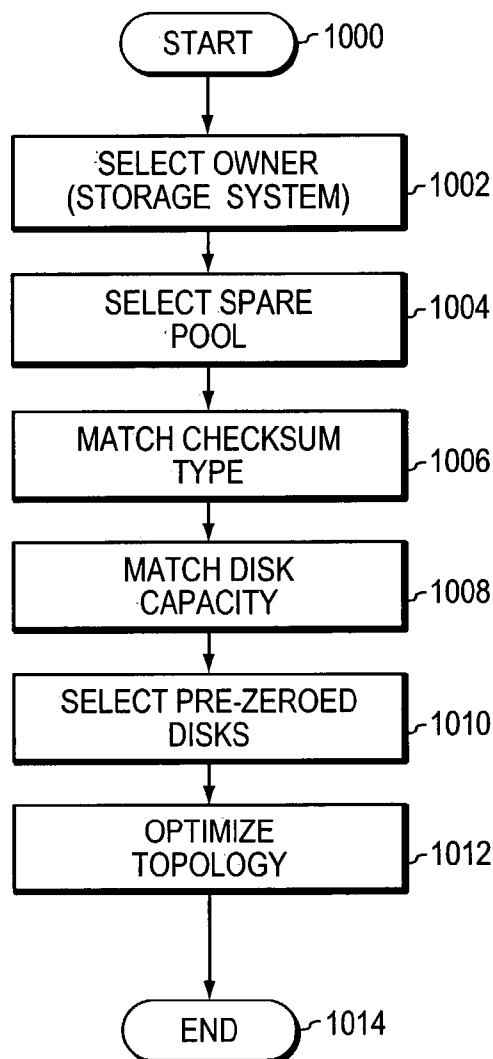 START
1000
SELECT OWNER
(STORAGE SYSTEM)
1002
SELECT SPARE
POOL
1004
MATCH CHECKSUM
TYPE
1006
MATCH DISK
CAPACITY
1008
SELECT PRE-ZEROED
DISKS
1010
OPTIMIZE
TOPOLOGY
1012
END
1014